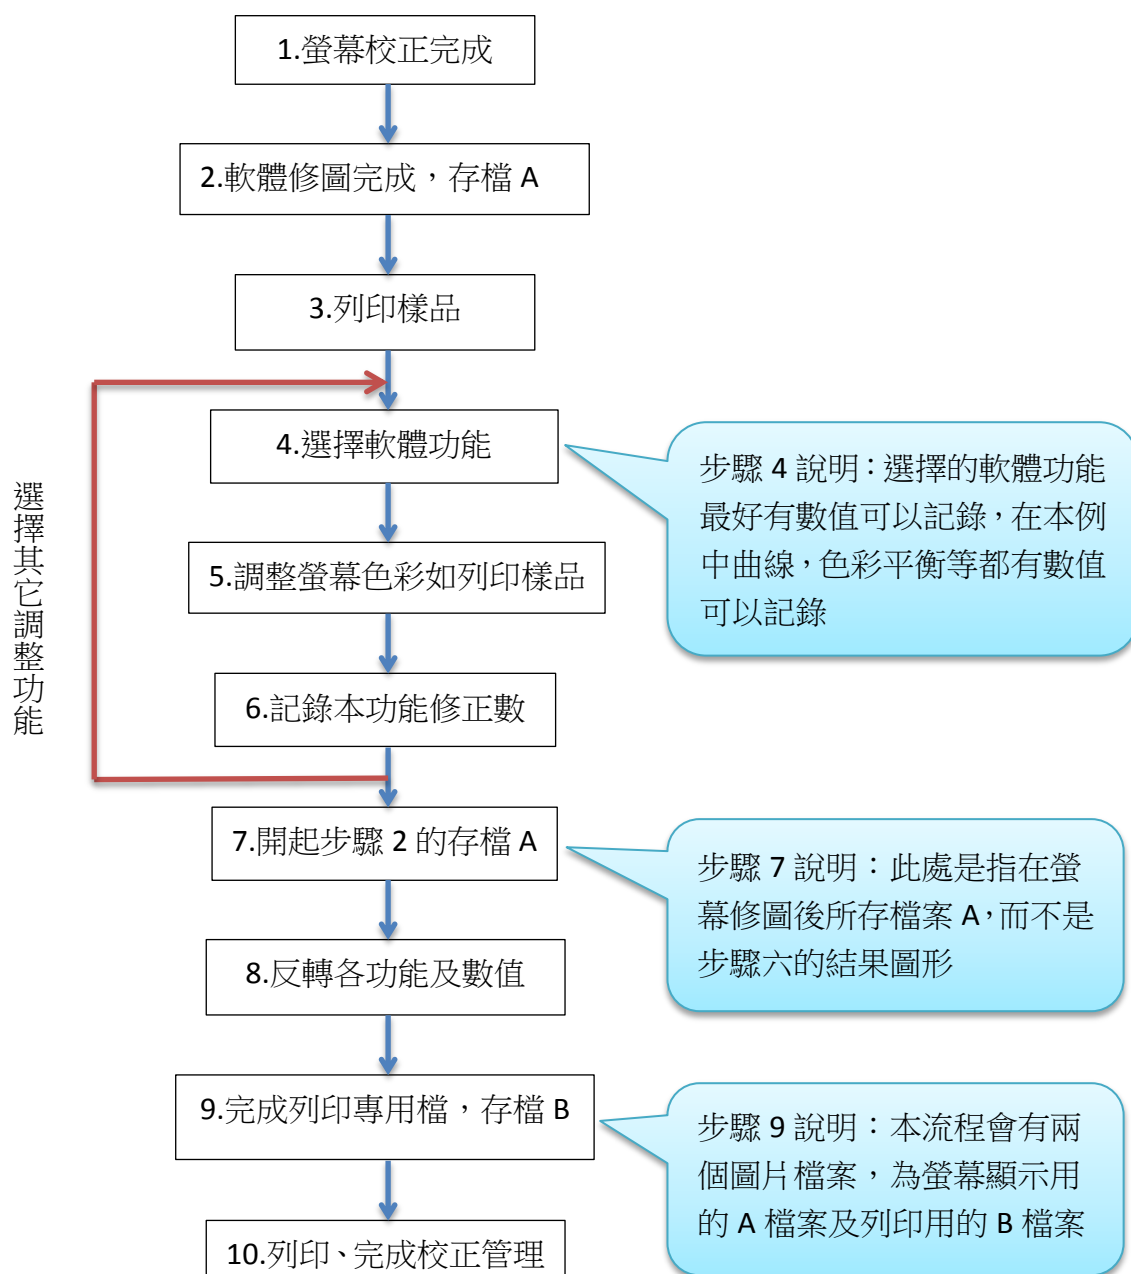 1.螢幕校正完成
2.軟體修圖完成，存檔 A
3.列印樣品
4.選擇軟體功能
步驟 4 說明：選擇的軟體功能
最好有數值可以記錄，在本例
中曲線，色彩平衡等都有數值
可以記錄
選擇其它調整功能
5.調整螢幕色彩如列印樣品
6.記錄本功能修正數
7.開起步驟 2 的存檔 A
步驟 7 說明：此處是指在螢
幕修圖後所存檔案 A，而不是
步驟六的結果圖形
8.反轉各功能及數值
9.完成列印專用檔，存檔 B
步驟 9 說明：本流程會有兩
個圖片檔案，為螢幕顯示用
的 A 檔案及列印用的 B 檔案
10.列印、完成校正管理